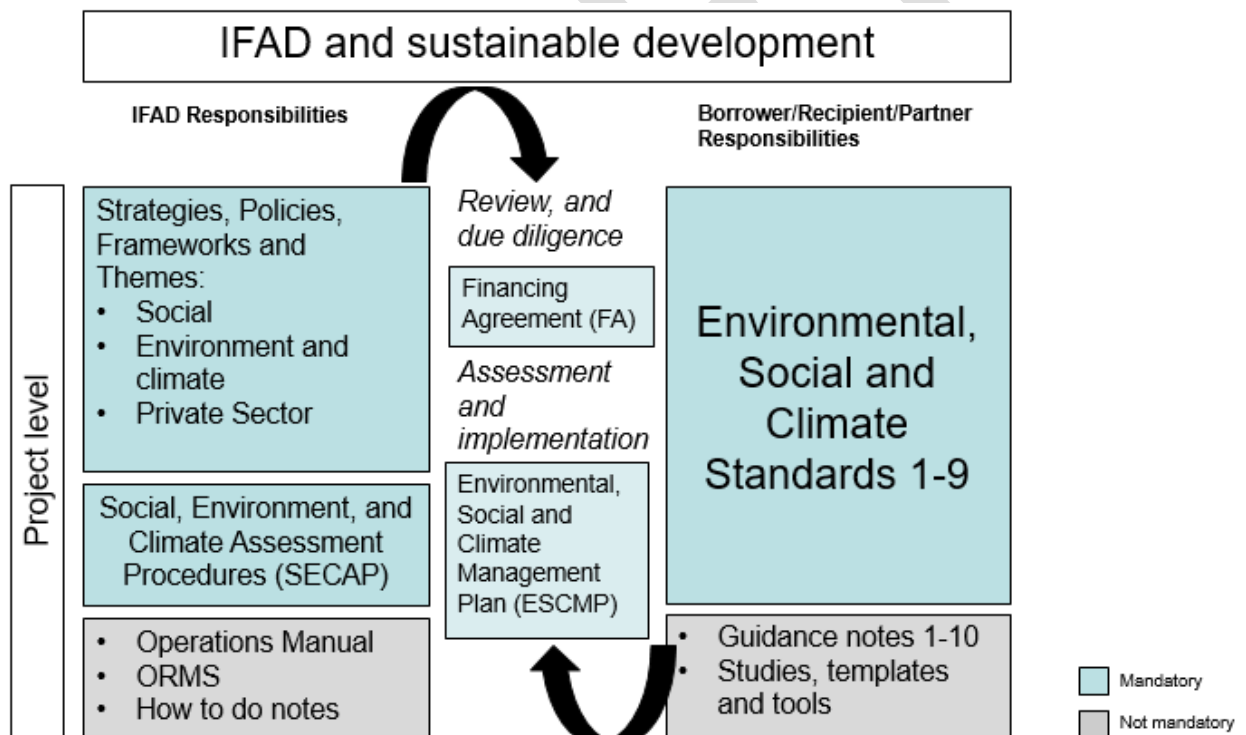 IFAD and sustainable development
IFAD Responsibilities
Borrower/Recipient/Partner
Responsibilities
Project level
Strategies, Policies,
Frameworks and
Themes:
• Social
• Environment and
climate
• Private Sector
Social, Environment, and
Climate Assessment
Procedures (SECAP)
• Operations Manual
• ORMS
• How to do notes
Review, and
due diligence
Financing
Agreement (FA)
Assessment
and
implementation
Environmental,
Social and
Climate
Management
Plan (ESCMP)
Environmental,
Social and
Climate
Standards 1-9
• Guidance notes 1-10
• Studies, templates
and tools
Mandatory
Not mandatory